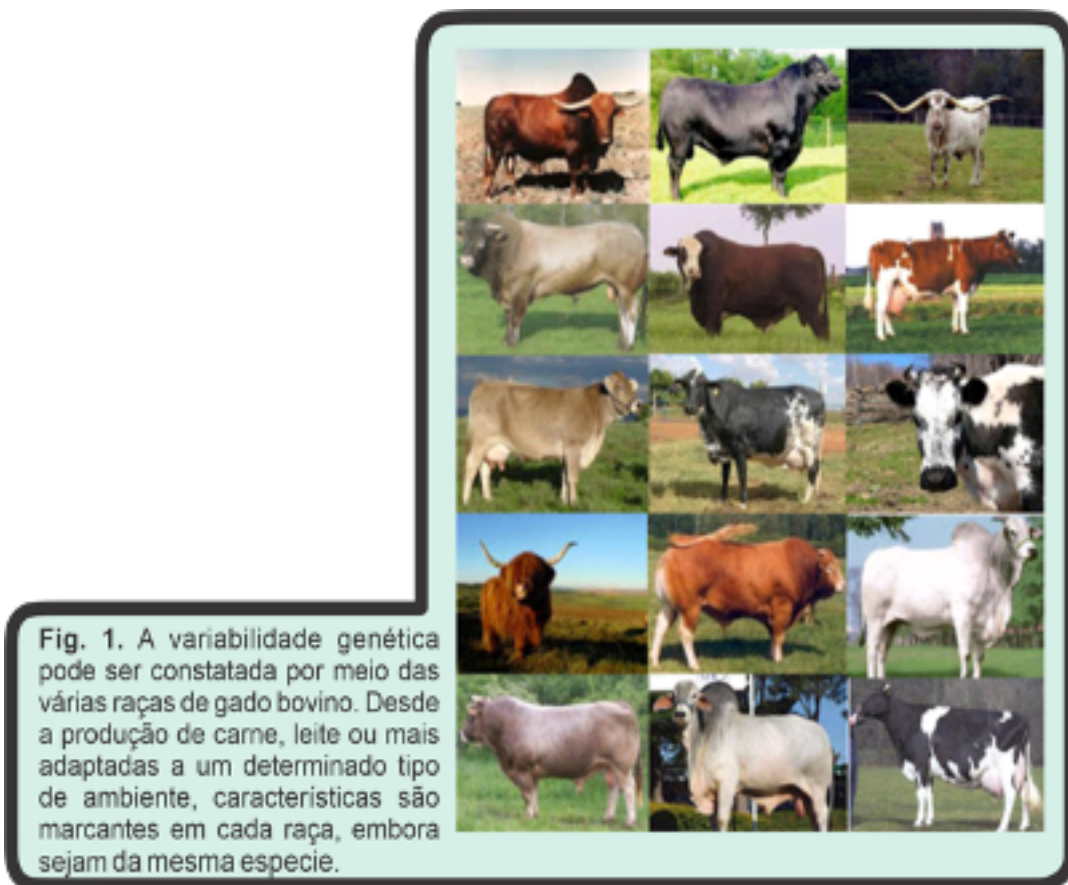 Fig. 1. A variabilidade genética
pode ser constatada por meio das
várias raças de gado bovino. Desde
a produção de carne, leite ou mais
adaptadas a um determinado tipo
de ambiente, características são
marcantes em cada raça, embora
sejam da mesma especie.